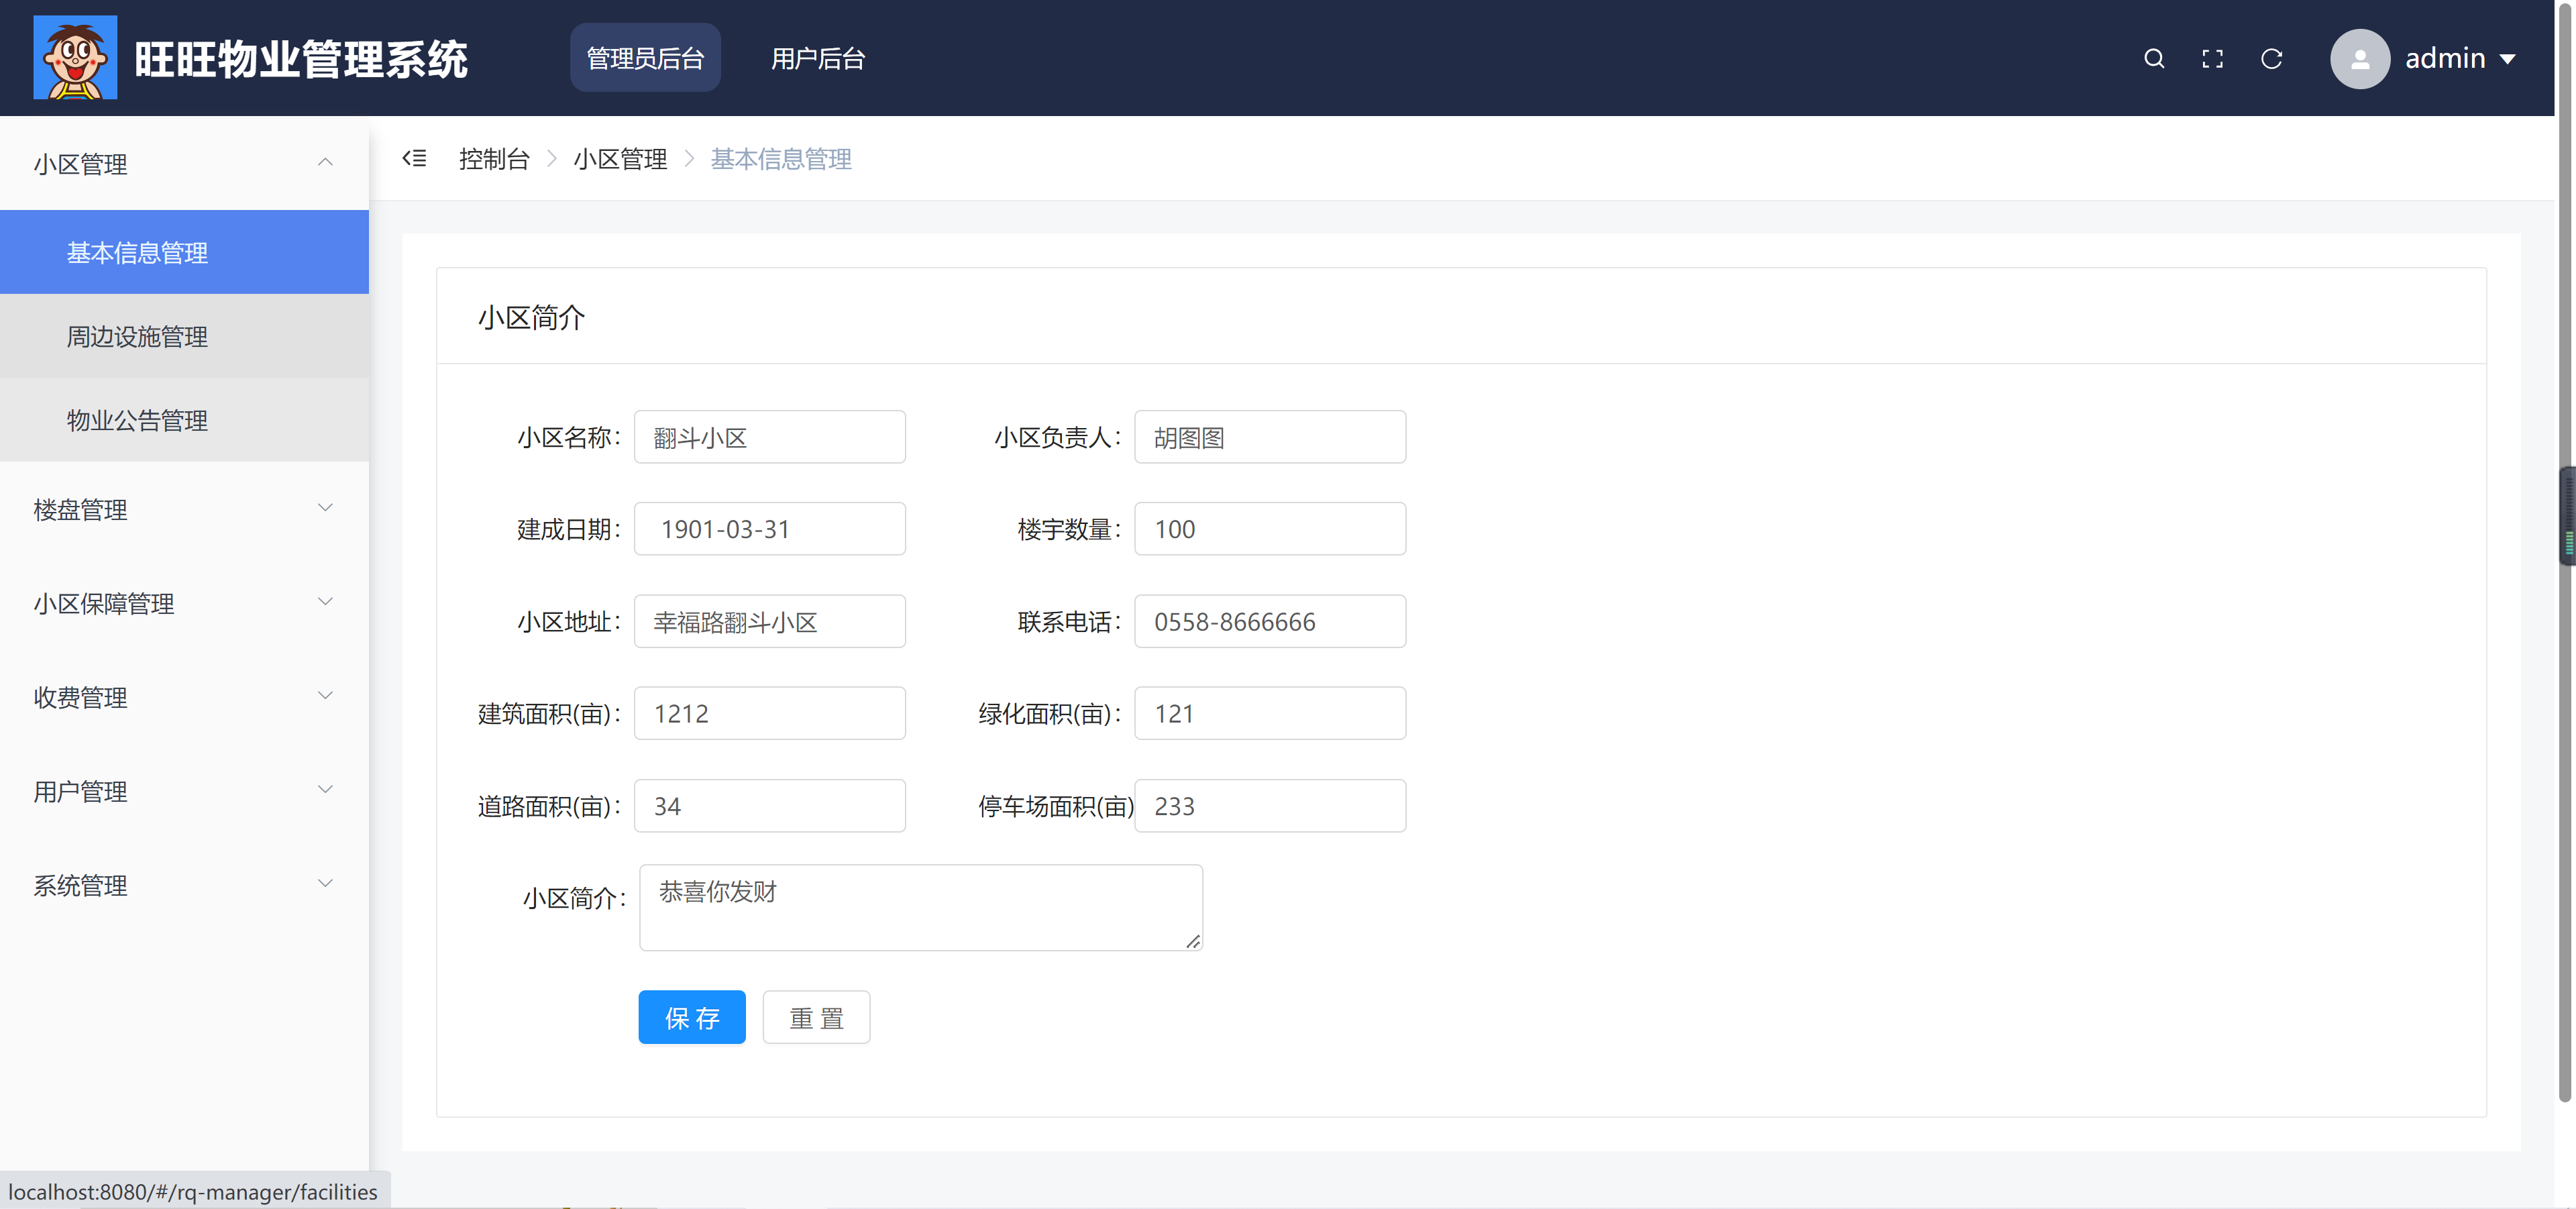 旺旺物业管理系统
管理员后台
用户后台
admin
小区管理
基本信息管理
周边设施管理
物业公告管理
楼盘管理
小区保障管理
收费管理
用户管理
系统管理
控制台 > 小区管理 > 基本信息管理
小区简介
小区名称: 翻斗小区
小区负责人: 胡图图
建成日期: 1901-03-31
楼宇数量: 100
小区地址: 幸福路翻斗小区
联系电话: 0558-8666666
建筑面积(亩): 1212
绿化面积(亩): 121
道路面积(亩): 34
停车场面积(亩) 233
小区简介: 恭喜你发财
保 存
重 置
localhost:8080/#/rq-manager/facilities